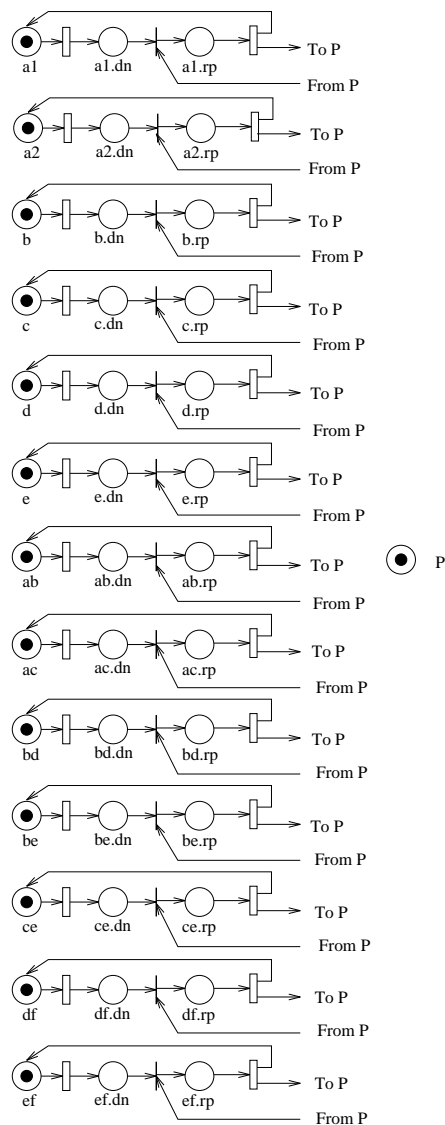 To P
a1 a1.dn a1.rp
From P
To P
a2 a2.dn a2.rp
From P
To P
b b.dn b.rp
From P
To P
c c.dn c.rp
From P
To P
d d.dn d.rp
From P
To P
e e.dn e.rp
From P
To P
P
ab ab.dn ab.rp
From P
To P
ac ac.dn ac.rp
From P
To P
bd bd.dn bd.rp
From P
To P
be be.dn be.rp
From P
To P
ce ce.dn ce.rp
From P
To P
df df.dn df.rp
From P
To P
ef ef.dn ef.rp
From P